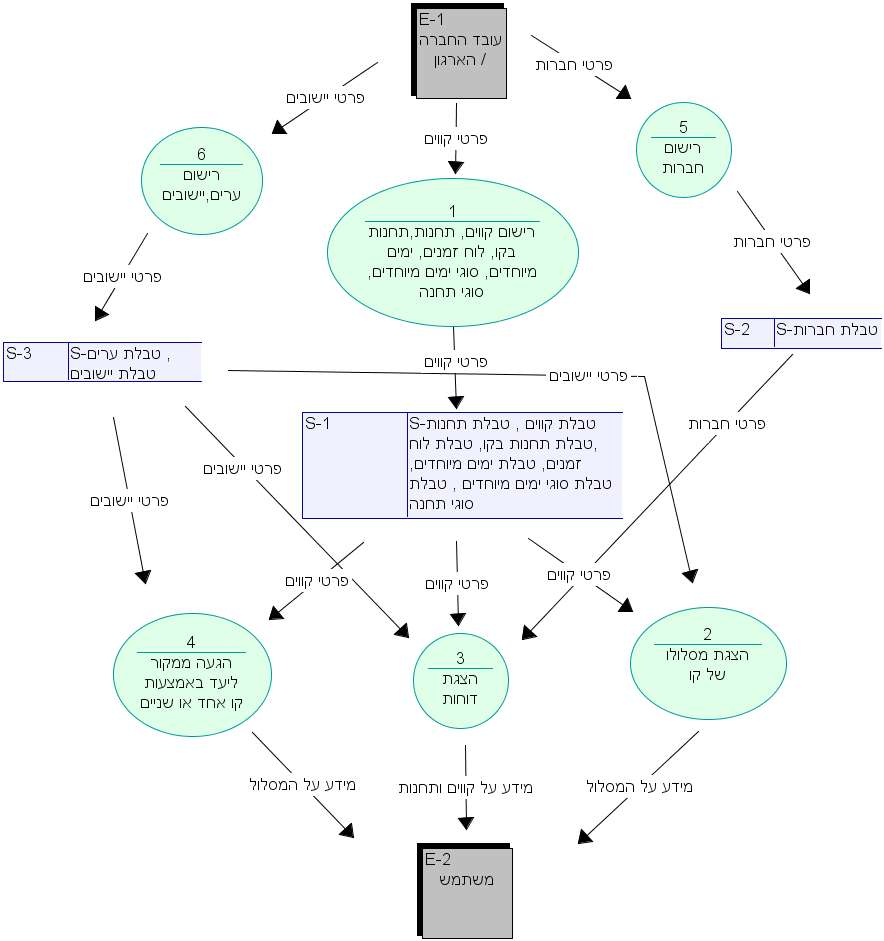 E-1
עובד החברה
/ הארגון
פרטי חברות
פרטי יישובים
פרטי קווים
5
רישום
חברות
6
רישום
ערים,יישובים
1
רישום קווים, תחנות,תחנות
בקו, לוח זמנים, ימים
מיוחדים, סוגי ימים מיוחדים,
סוגי תחנה
פרטי חברות
פרטי יישובים
S-2
S-טבלת חברות
S-3
S-טבלת ערים ,
טבלת יישובים
פרטי קווים
פרטי יישובים
S-1
S-טבלת קווים , טבלת תחנות
,טבלת תחנות בקו, טבלת לוח
זמנים, טבלת ימים מיוחדים,
טבלת סוגי ימים מיוחדים , טבלת
סוגי תחנה
פרטי חברות
פרטי יישובים
פרטי יישובים
פרטי קווים
פרטי קווים
פרטי קווים
2
הצגת מסלולו
של קו
3
הצגת
דוחות
4
הגעה ממקור
ליעד באמצעות
קו אחד או שניים
מידע על המסלול
מידע על קווים ותחנות
מידע על המסלול
E-2
משתמש